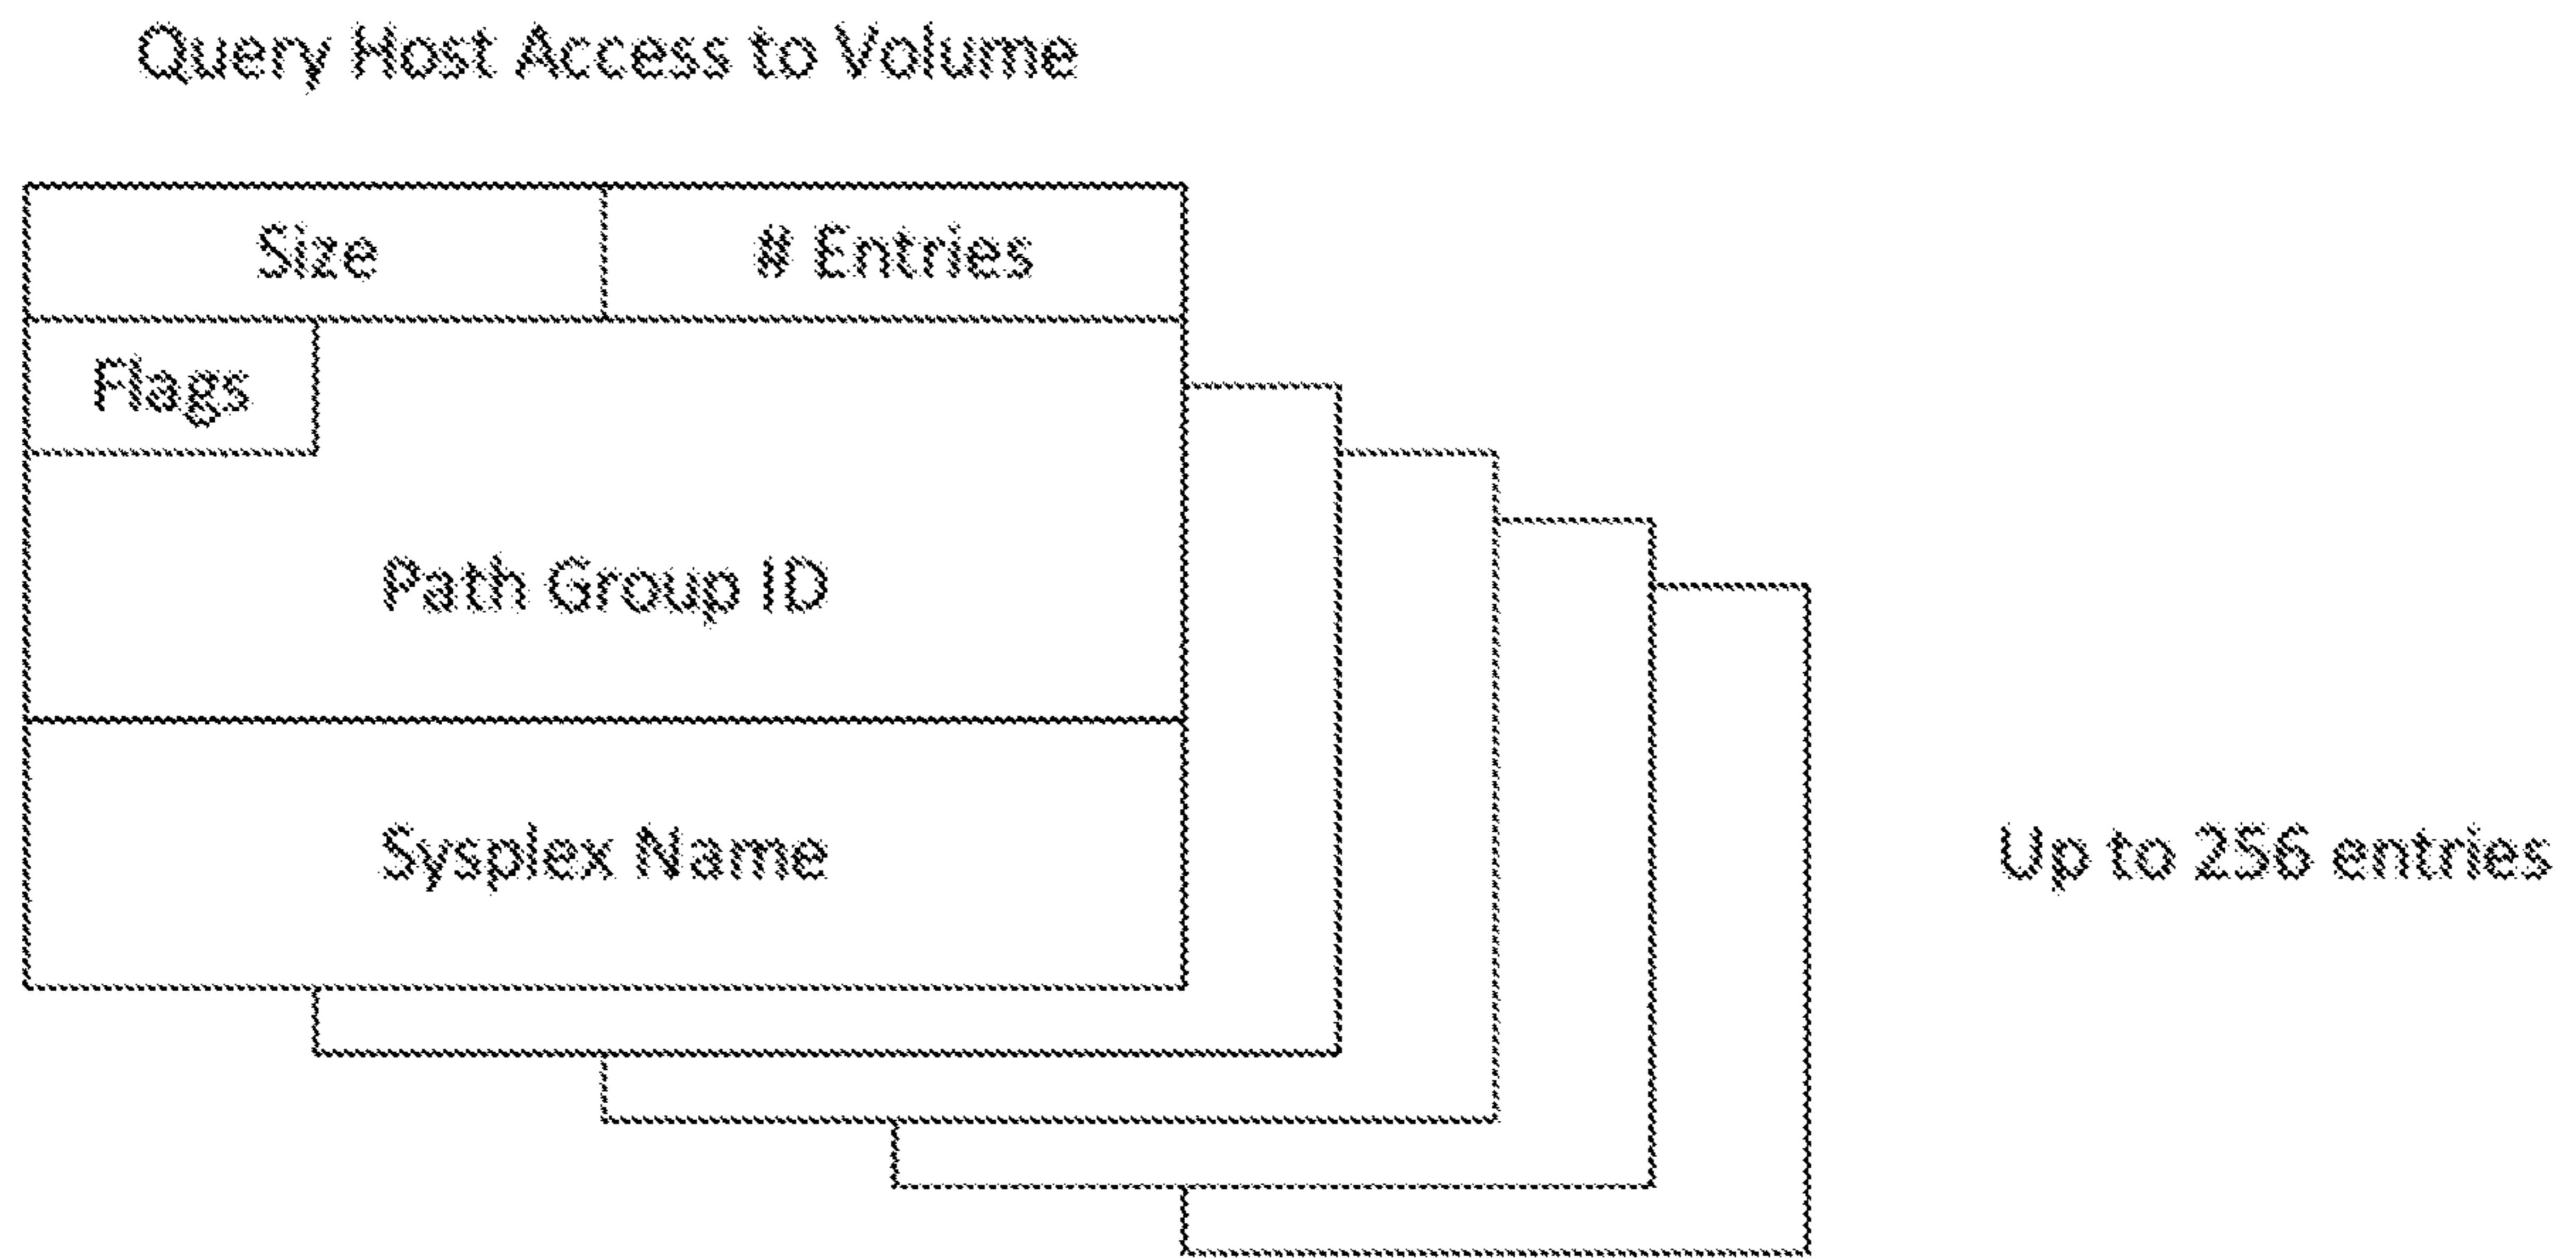 Query Host Access to Volume
Size
# Entries
Flags
Path Group ID
Sysplex Name
Up to 256 entries